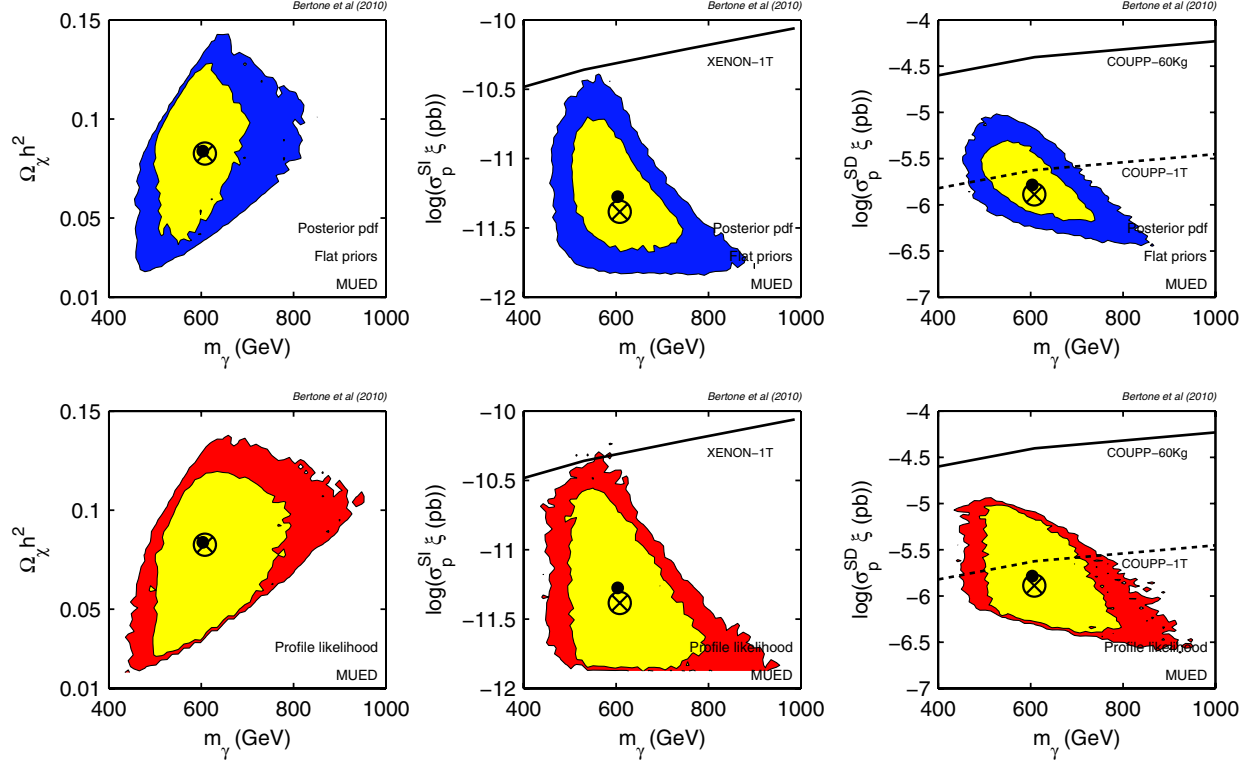 Bertone et al (2010)
0.15
0.1
0.05
0.01
Ω_χ h²
400 600 800 1000
m_γ (GeV)
Posterior pdf
Flat priors
MUED
Bertone et al (2010)
−10
−10.5
−11
−11.5
−12
log(σ_p^SI ξ (pb))
400 600 800 1000
m_γ (GeV)
XENON−1T
Posterior pdf
Flat priors
MUED
Bertone et al (2010)
−4
−4.5
−5
−5.5
−6
−6.5
−7
log(σ_p^SD ξ (pb))
400 600 800 1000
m_γ (GeV)
COUPP−60Kg
COUPP−1T
Posterior pdf
Flat priors
MUED
Bertone et al (2010)
0.15
0.1
0.05
0.01
Ω_χ h²
400 600 800 1000
m_γ (GeV)
Profile likelihood
MUED
Bertone et al (2010)
−10
−10.5
−11
−11.5
−12
log(σ_p^SI ξ (pb))
400 600 800 1000
m_γ (GeV)
XENON−1T
Profile likelihood
MUED
Bertone et al (2010)
−4
−4.5
−5
−5.5
−6
−6.5
−7
log(σ_p^SD ξ (pb))
400 600 800 1000
m_γ (GeV)
COUPP−60Kg
COUPP−1T
Profile likelihood
MUED